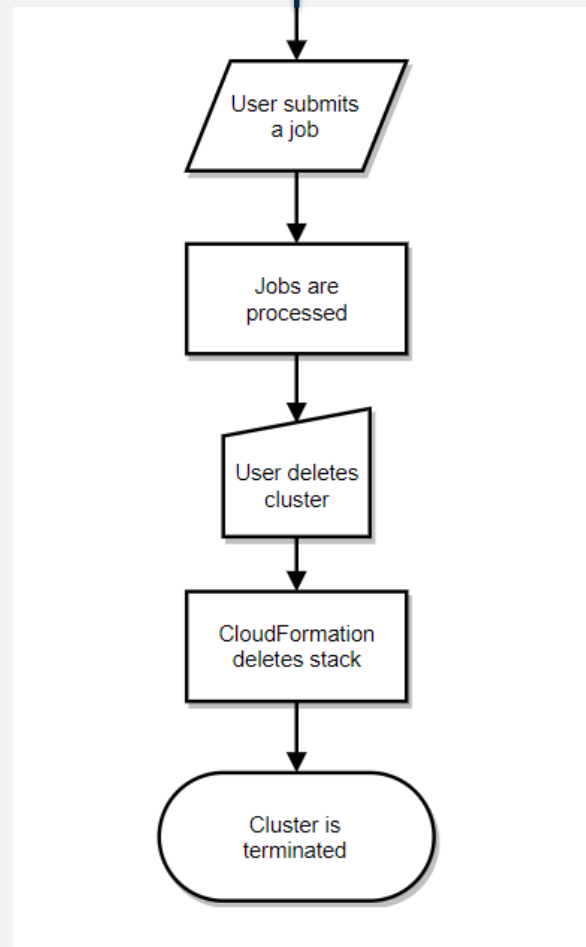 User submits
a job
Jobs are
processed
User deletes
cluster
CloudFormation
deletes stack
Cluster is
terminated